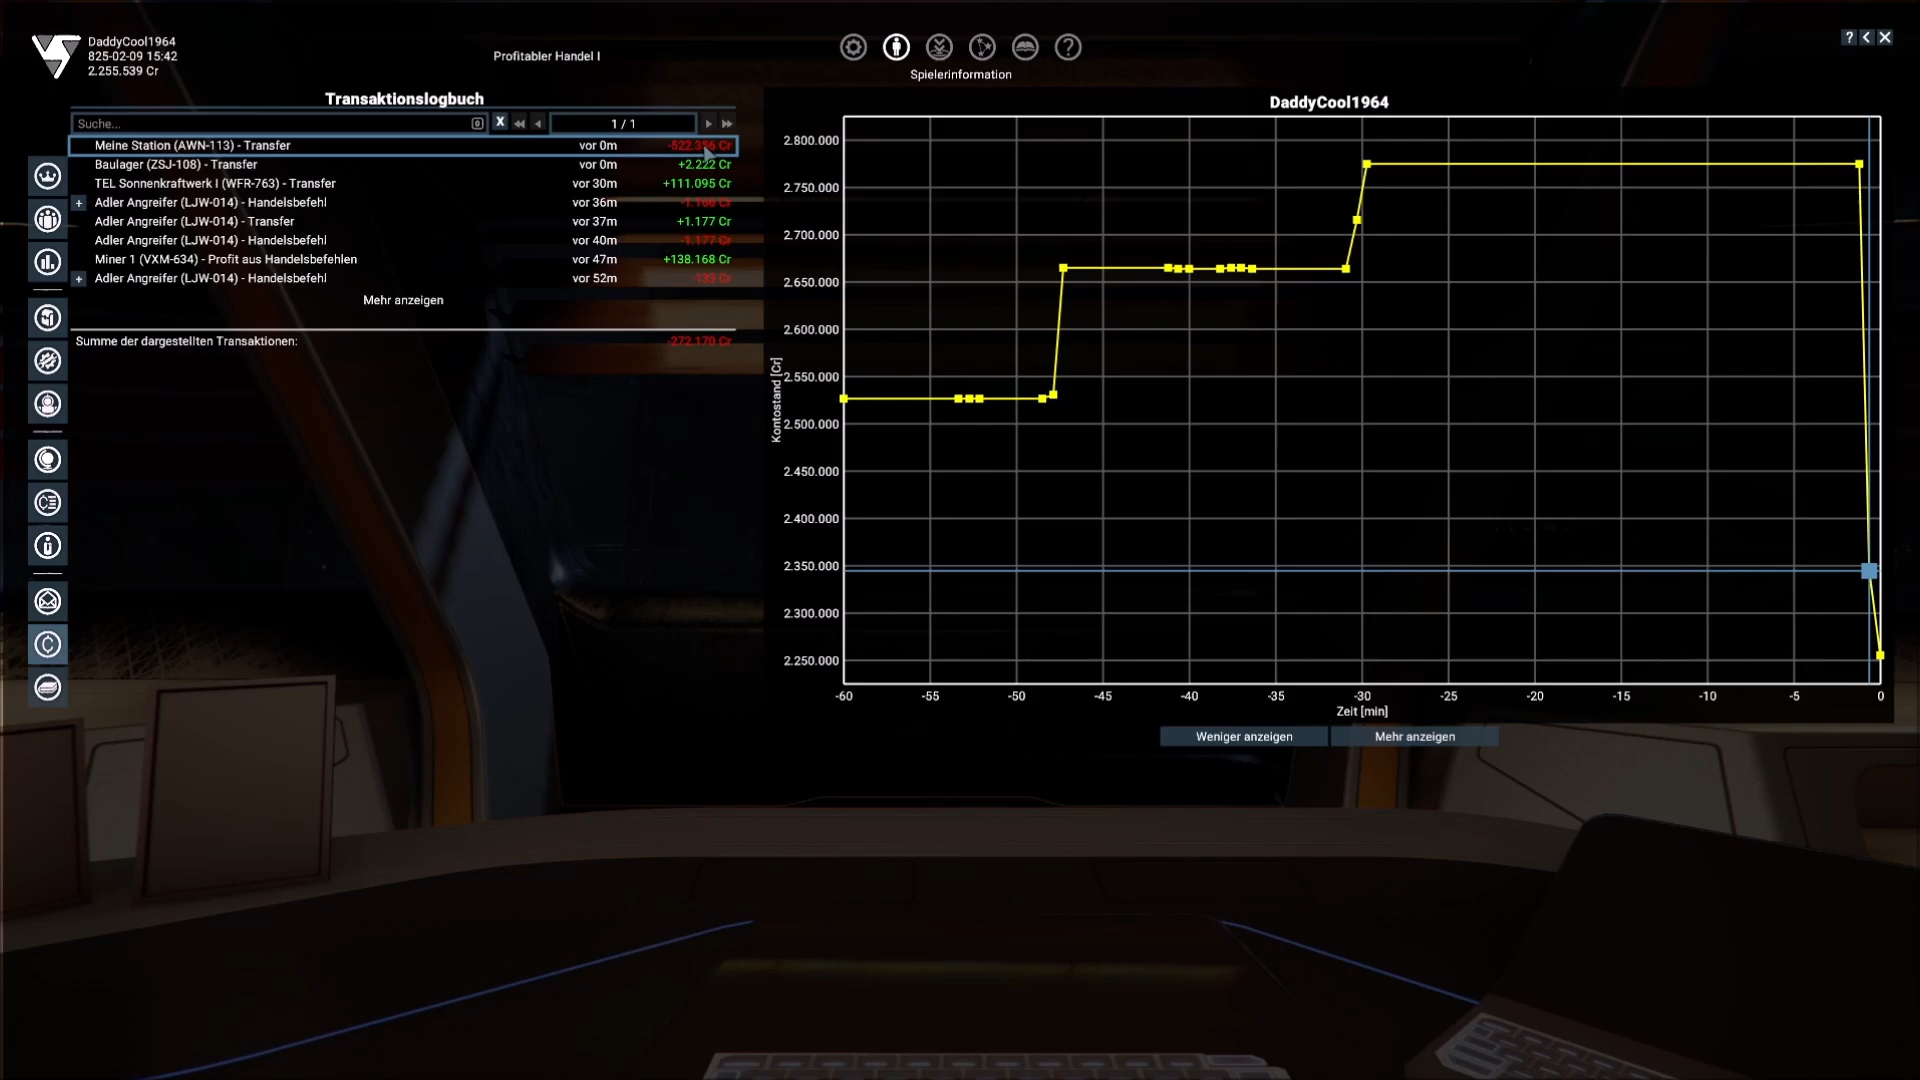 DaddyCool1964
825-02-09 15:42
2.255.539 Cr
Profitabler Handel I
Spielerinformation
? < X
Transaktionslogbuch
Suche...
X
1 / 1
Meine Station (AWN-113) - Transfer vor 0m -522.356 Cr
Baulager (ZSJ-108) - Transfer vor 0m +2.222 Cr
TEL Sonnenkraftwerk I (WFR-763) - Transfer vor 30m +111.095 Cr
+ Adler Angreifer (LJW-014) - Handelsbefehl vor 36m -1.166 Cr
Adler Angreifer (LJW-014) - Transfer vor 37m +1.177 Cr
Adler Angreifer (LJW-014) - Handelsbefehl vor 40m -1.177 Cr
Miner 1 (VXM-634) - Profit aus Handelsbefehlen vor 47m +138.168 Cr
+ Adler Angreifer (LJW-014) - Handelsbefehl vor 52m -133 Cr
Mehr anzeigen
Summe der dargestellten Transaktionen: -272.170 Cr
DaddyCool1964
Kontostand [Cr]
2.800.000
2.750.000
2.700.000
2.650.000
2.600.000
2.550.000
2.500.000
2.450.000
2.400.000
2.350.000
2.300.000
2.250.000
-60 -55 -50 -45 -40 -35 -30 -25 -20 -15 -10 -5 0
Zeit [min]
Weniger anzeigen
Mehr anzeigen